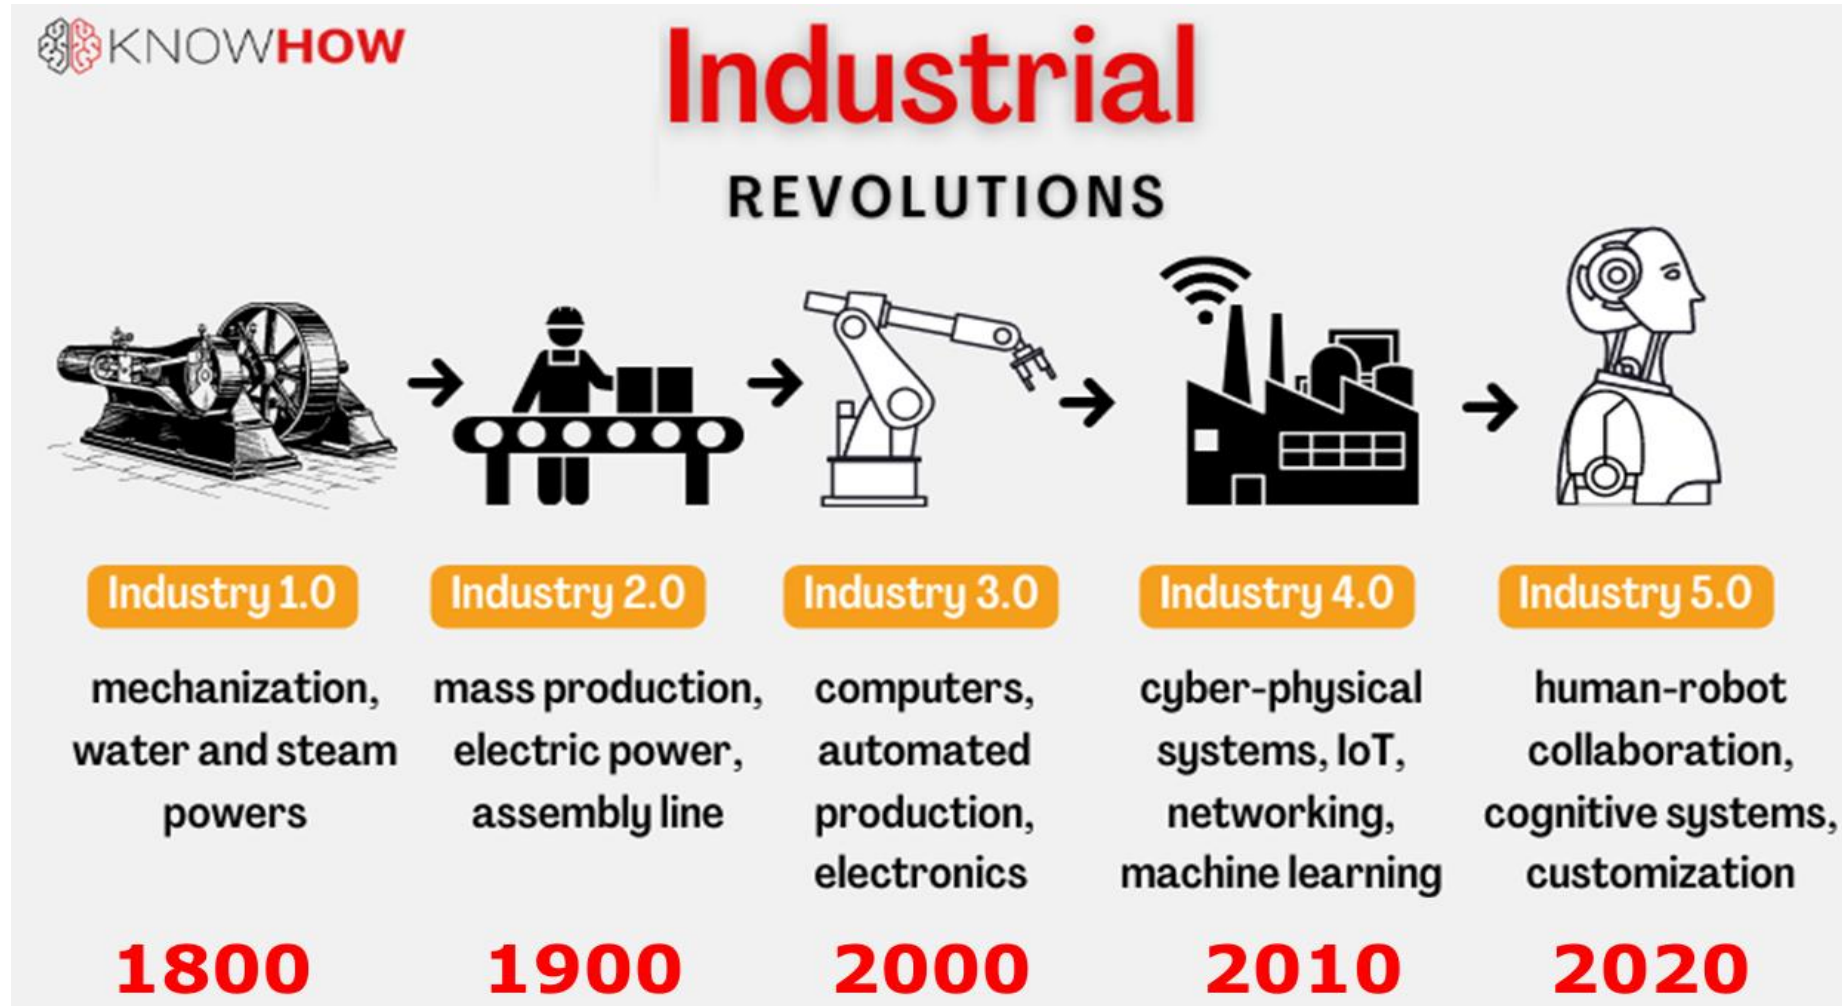 KNOWHOW
Industrial
REVOLUTIONS
Industry 1.0
mechanization,
water and steam
powers
1800
Industry 2.0
mass production,
electric power,
assembly line
1900
Industry 3.0
computers,
automated
production,
electronics
2000
Industry 4.0
cyber-physical
systems, IoT,
networking,
machine learning
2010
Industry 5.0
human-robot
collaboration,
cognitive systems,
customization
2020